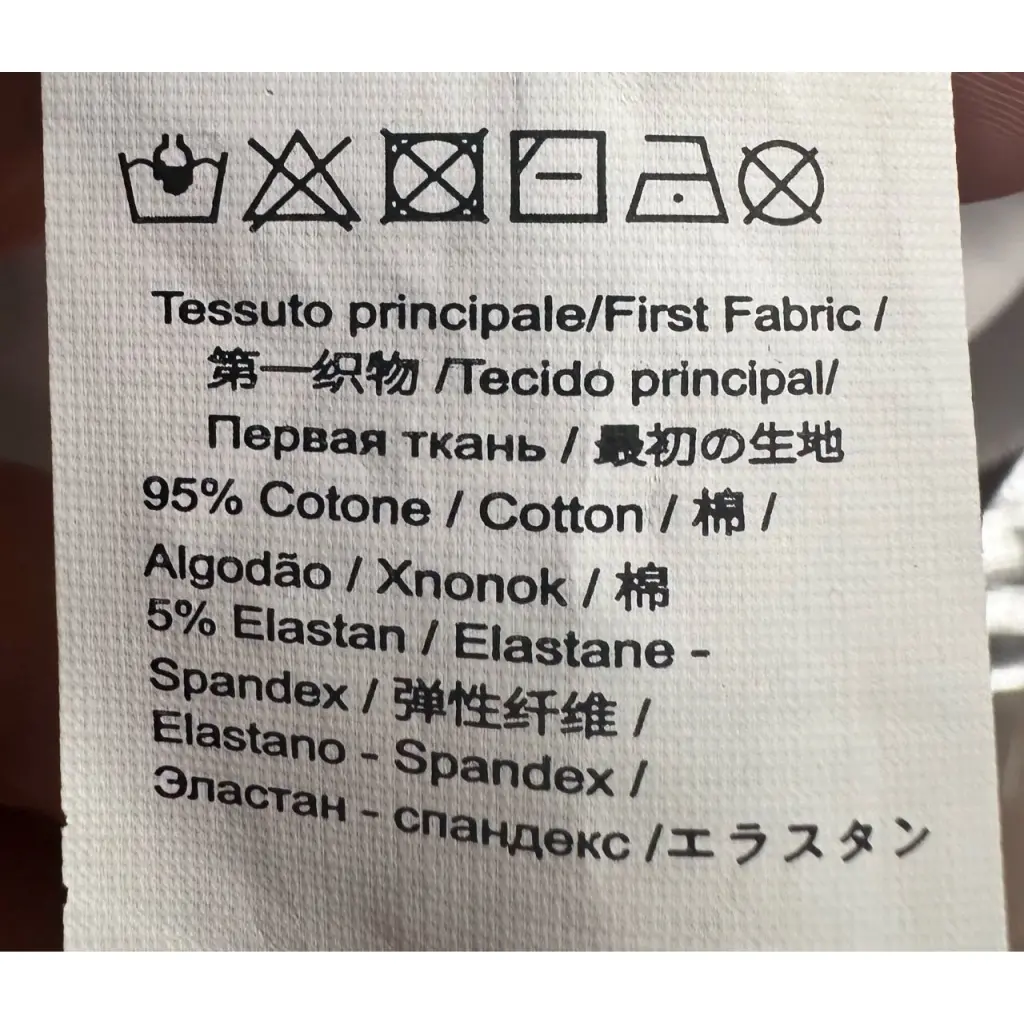 Tessuto principale/First Fabric /
第一织物 /Tecido principal/
Первая ткань / 最初の生地
95% Cotone / Cotton / 棉 /
Algodão / Xnonok / 棉
5% Elastan / Elastane -
Spandex / 弹性纤维 /
Elastano - Spandex /
Эластан - спандекс /エラスタン